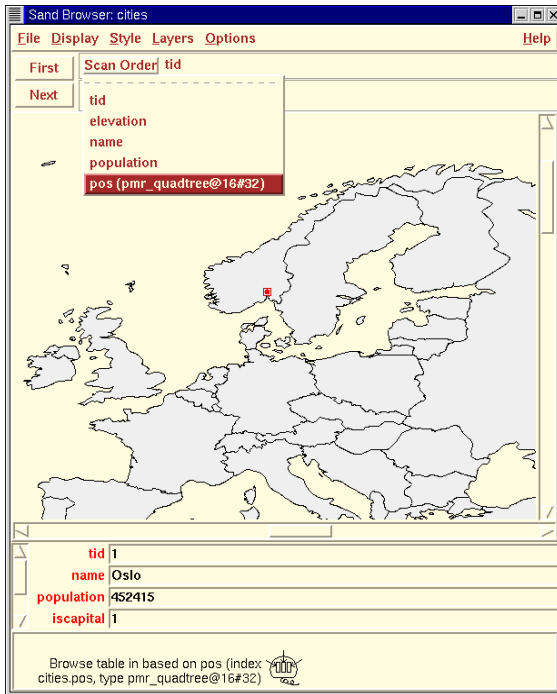 Sand Browser: cities
File Display Style Layers Options Help
First
Scan Order tid
Next
tid
elevation
name
population
pos (pmr_quadtree@16#32)
tid 1
name Oslo
population 452415
iscapital 1
Browse table in based on pos (index
cities.pos, type pmr_quadtree@16#32)